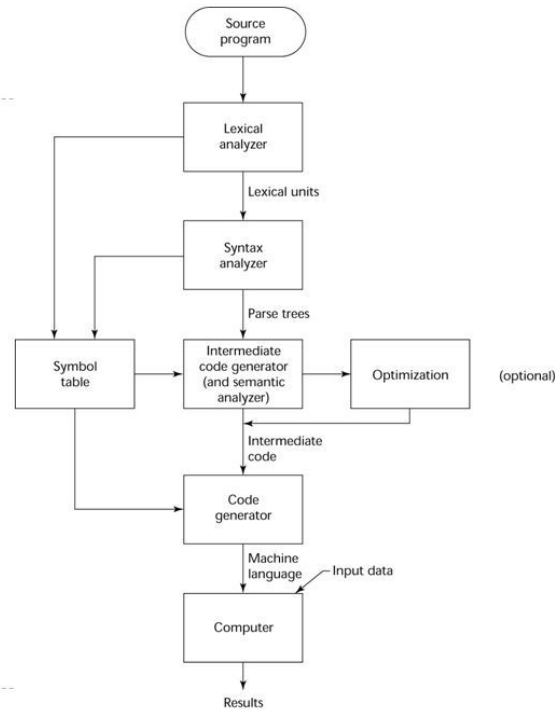 Source
program
Lexical
analyzer
Lexical units
Syntax
analyzer
Parse trees
Symbol
table
Intermediate
code generator
(and semantic
analyzer)
Optimization
(optional)
Intermediate
code
Code
generator
Machine
language
Input data
Computer
Results